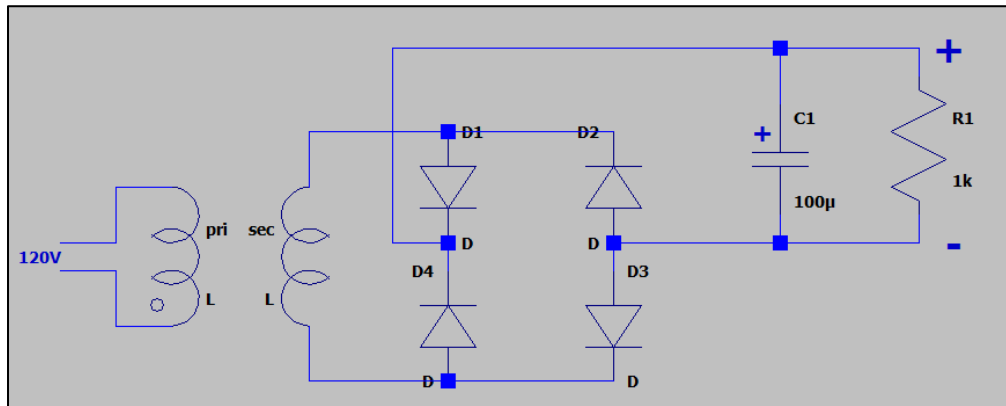 +
D1
D2
C1
+
R1
100µ
1k
pri
sec
D
D
-
D4
D3
120V
L
L
D
D